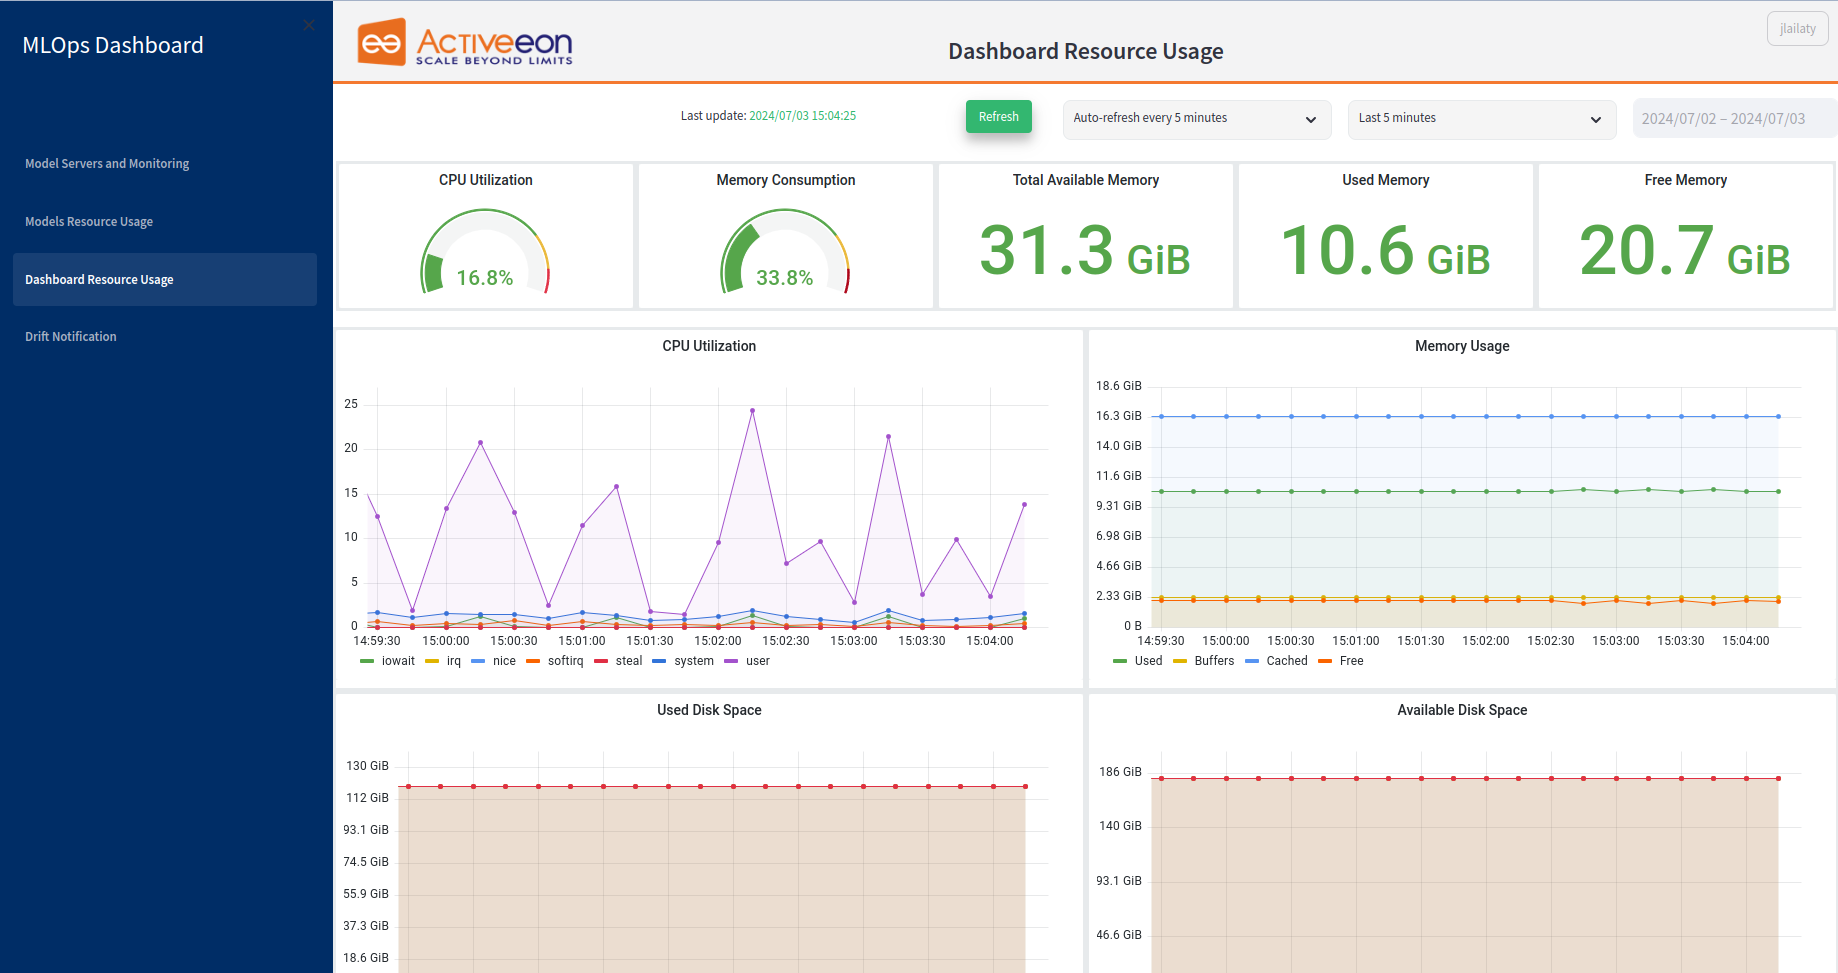 MLOps Dashboard
×
Model Servers and Monitoring
Models Resource Usage
Dashboard Resource Usage
Drift Notification
Activeeon
SCALE BEYOND LIMITS
Dashboard Resource Usage
jlailaty
Last update: 2024/07/03 15:04:25
Refresh
Auto-refresh every 5 minutes
Last 5 minutes
2024/07/02 – 2024/07/03
CPU Utilization
16.8%
Memory Consumption
33.8%
Total Available Memory
31.3 GiB
Used Memory
10.6 GiB
Free Memory
20.7 GiB
CPU Utilization
25
20
15
10
5
0
14:59:30 15:00:00 15:00:30 15:01:00 15:01:30 15:02:00 15:02:30 15:03:00 15:03:30 15:04:00
iowait irq nice softirq steal system user
Memory Usage
18.6 GiB
16.3 GiB
14.0 GiB
11.6 GiB
9.31 GiB
6.98 GiB
4.66 GiB
2.33 GiB
0 B
14:59:30 15:00:00 15:00:30 15:01:00 15:01:30 15:02:00 15:02:30 15:03:00 15:03:30 15:04:00
Used Buffers Cached Free
Used Disk Space
130 GiB
112 GiB
93.1 GiB
74.5 GiB
55.9 GiB
37.3 GiB
18.6 GiB
Available Disk Space
186 GiB
140 GiB
93.1 GiB
46.6 GiB